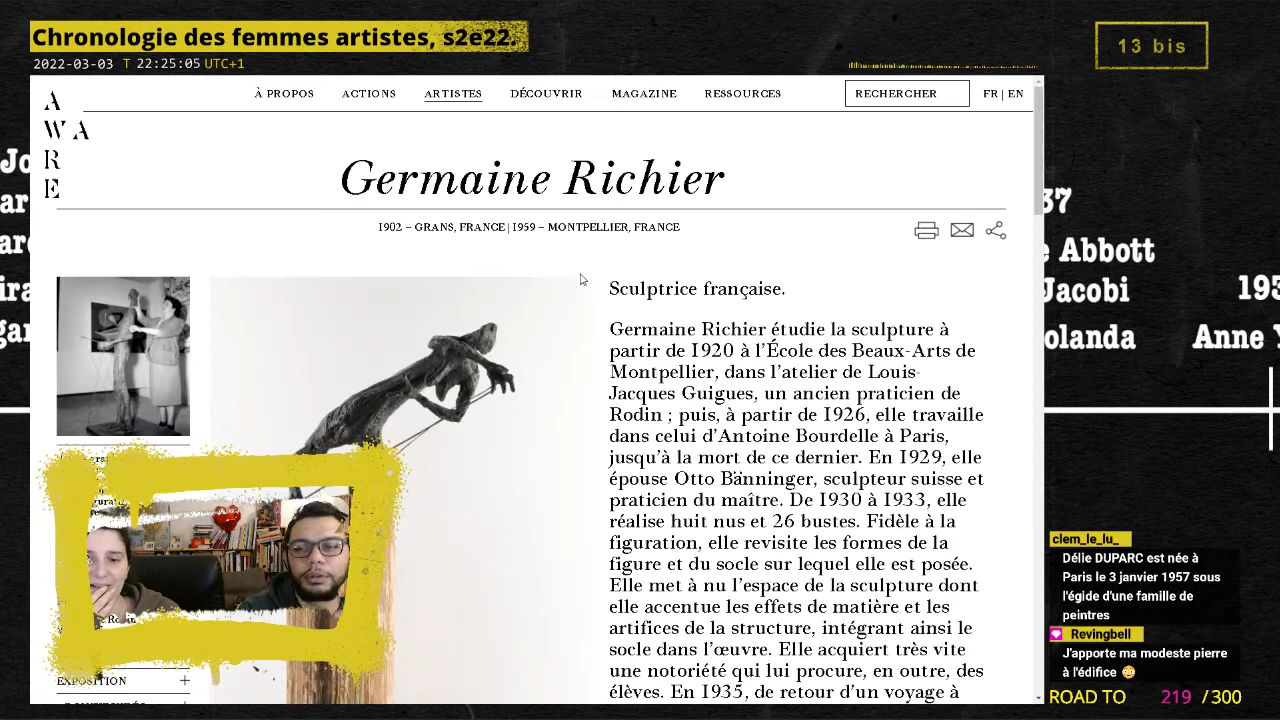 Chronologie des femmes artistes, s2e22.
2022-03-03 T 22:25:05 UTC+1
13 bis
A
W A
R
E
À PROPOS ACTIONS ARTISTES DÉCOUVRIR MAGAZINE RESSOURCES
RECHERCHER
FR | EN
Germaine Richier
1902 – GRANS, FRANCE | 1959 – MONTPELLIER, FRANCE
Sculptrice française.
Germaine Richier étudie la sculpture à
partir de 1920 à l'École des Beaux-Arts de
Montpellier, dans l'atelier de Louis-
Jacques Guigues, un ancien praticien de
Rodin ; puis, à partir de 1926, elle travaille
dans celui d'Antoine Bourdelle à Paris,
jusqu'à la mort de ce dernier. En 1929, elle
épouse Otto Bänninger, sculpteur suisse et
praticien du maître. De 1930 à 1933, elle
réalise huit nus et 26 bustes. Fidèle à la
figuration, elle revisite les formes de la
figure et du socle sur lequel elle est posée.
Elle met à nu l'espace de la sculpture dont
elle accentue les effets de matière et les
artifices de la structure, intégrant ainsi le
socle dans l'œuvre. Elle acquiert très vite
une notoriété qui lui procure, en outre, des
élèves. En 1935, de retour d'un voyage à
EXPOSITION +
37
Abbott
Jacobi 193
olanda Anne
clem_le_lu_
Délie DUPARC est née à
Paris le 3 janvier 1957 sous
l'égide d'une famille de
peintres
Revingbell
J'apporte ma modeste pierre
à l'édifice 😳
ROAD TO 219 / 300